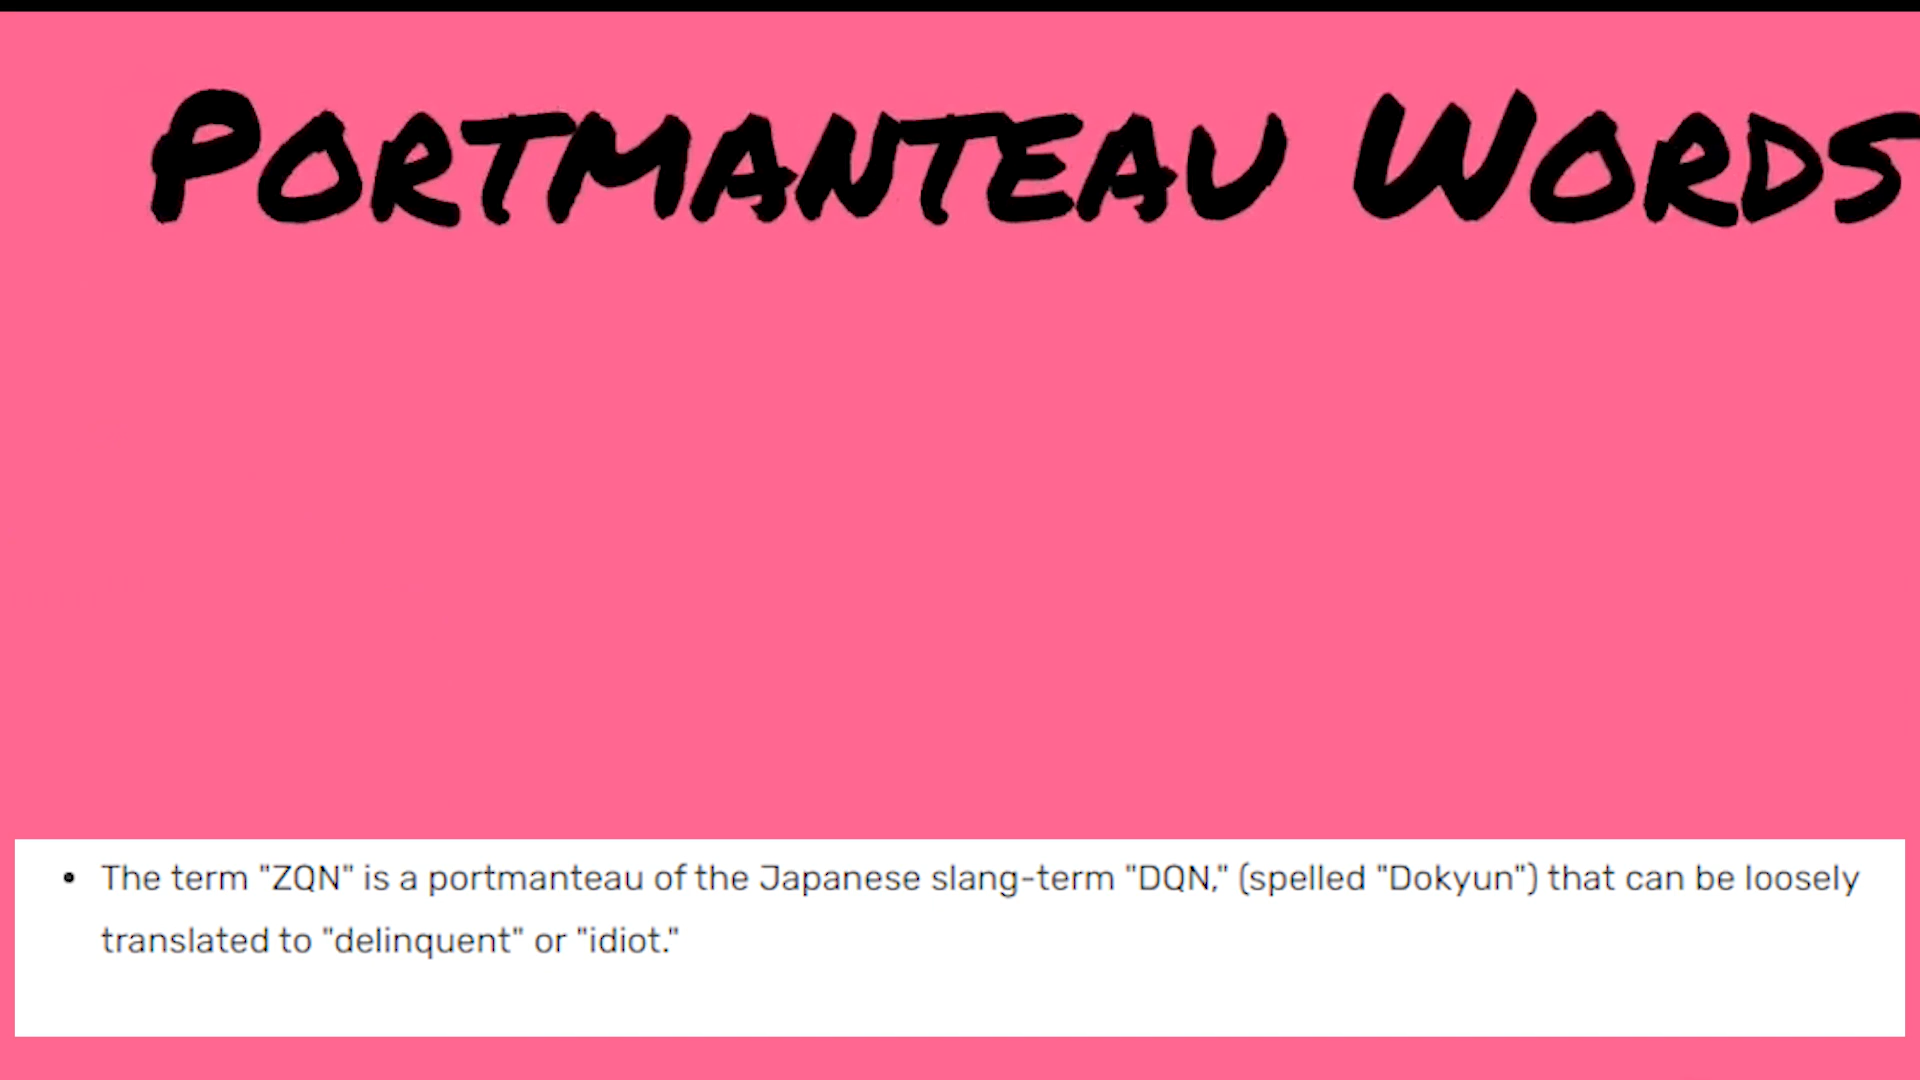 PORTMANTEAU WORDS
• The term "ZQN" is a portmanteau of the Japanese slang-term "DQN," (spelled "Dokyun") that can be loosely
translated to "delinquent" or "idiot."